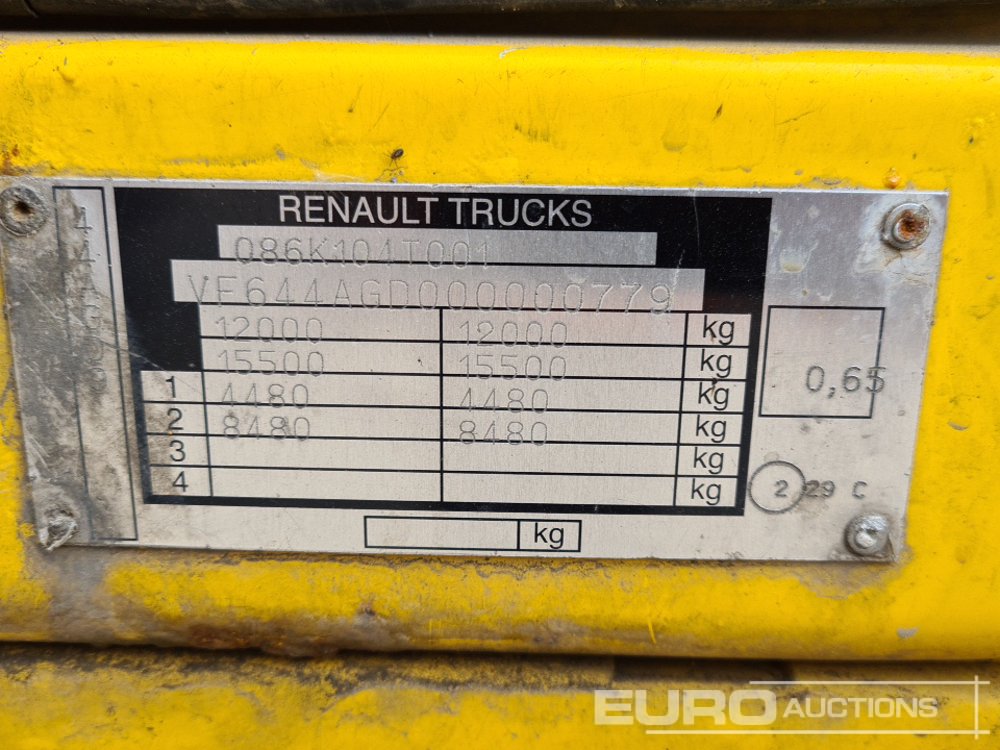 RENAULT TRUCKS
086K104T001
VF644AGD000000779
12000 12000 kg
15500 15500 kg
1 4480 4480 kg
2 8480 8480 kg
3 kg
4 kg
kg
0,65
2 29 C
EURO AUCTIONS